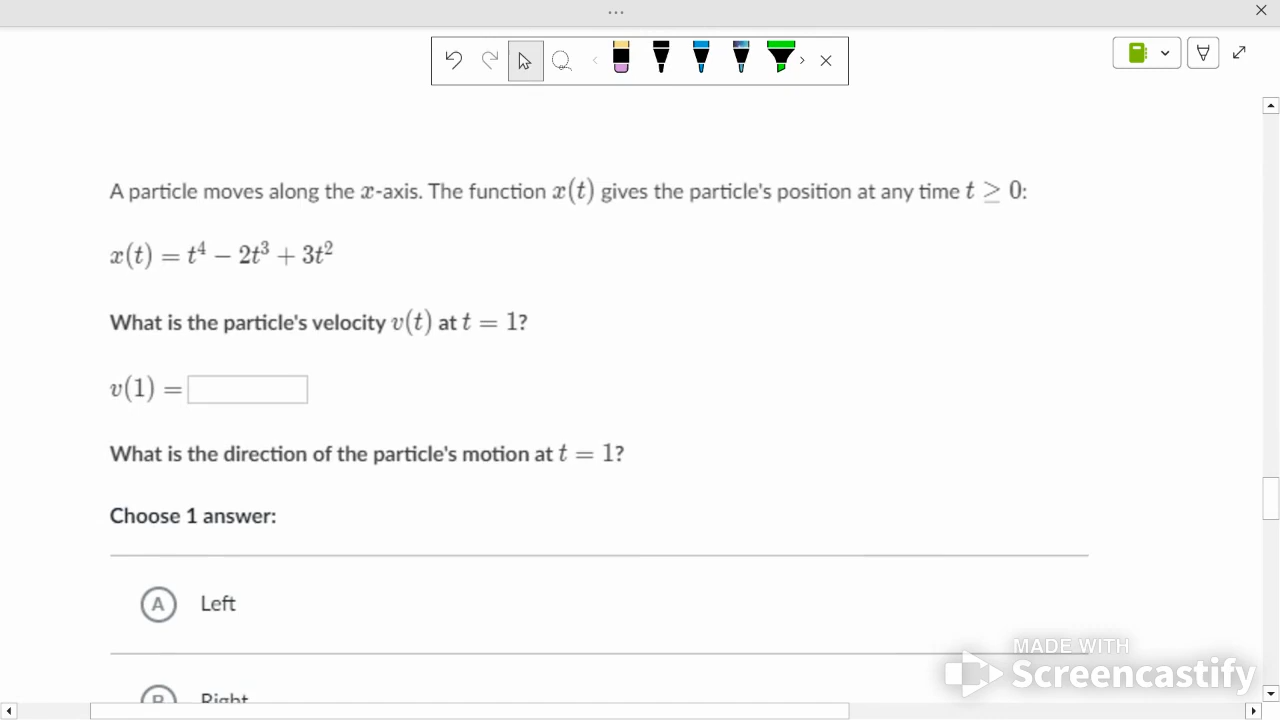 A particle moves along the x-axis. The function x(t) gives the particle's position at any time t ≥ 0:
x(t) = t⁴ − 2t³ + 3t²
What is the particle's velocity v(t) at t = 1?
v(1) =
What is the direction of the particle's motion at t = 1?
Choose 1 answer:
A Left
B Right
MADE WITH
Screencastify